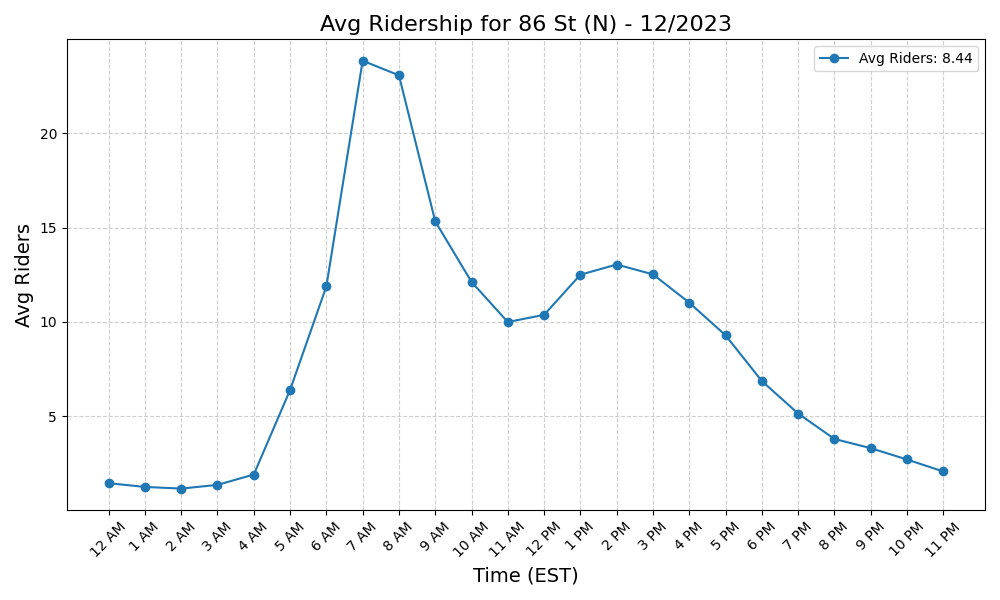 Avg Ridership for 86 St (N) - 12/2023
Avg Riders: 8.44
Avg Riders
20
15
10
5
12 AM
1 AM
2 AM
3 AM
4 AM
5 AM
6 AM
7 AM
8 AM
9 AM
10 AM
11 AM
12 PM
1 PM
2 PM
3 PM
4 PM
5 PM
6 PM
7 PM
8 PM
9 PM
10 PM
11 PM
Time (EST)